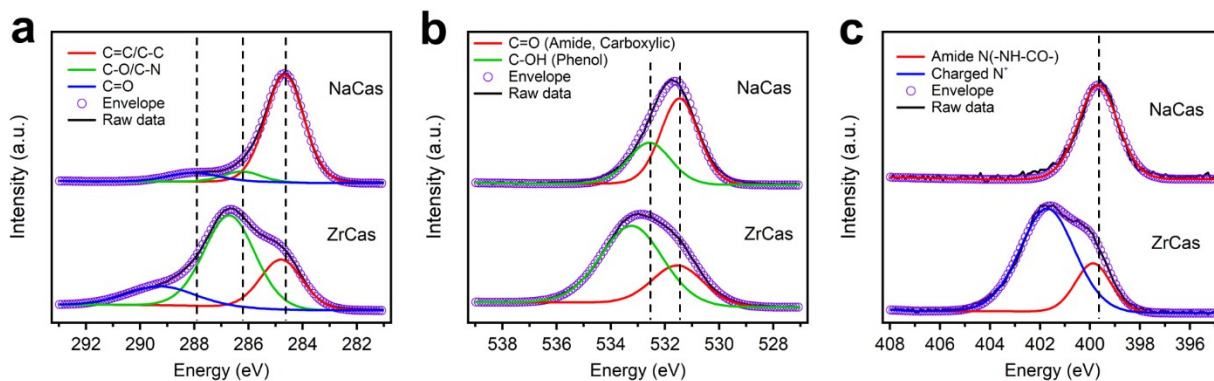 a
C=C/C-C
C-O/C-N
C=O
Envelope
Raw data
NaCas
ZrCas
Intensity (a.u.)
292 290 288 286 284 282
Energy (eV)
b
C=O (Amide, Carboxylic)
C-OH (Phenol)
Envelope
Raw data
NaCas
ZrCas
Intensity (a.u.)
538 536 534 532 530 528
Energy (eV)
c
Amide N(-NH-CO-)
Charged N⁺
Envelope
Raw data
NaCas
ZrCas
Intensity (a.u.)
408 406 404 402 400 398 396
Energy (eV)